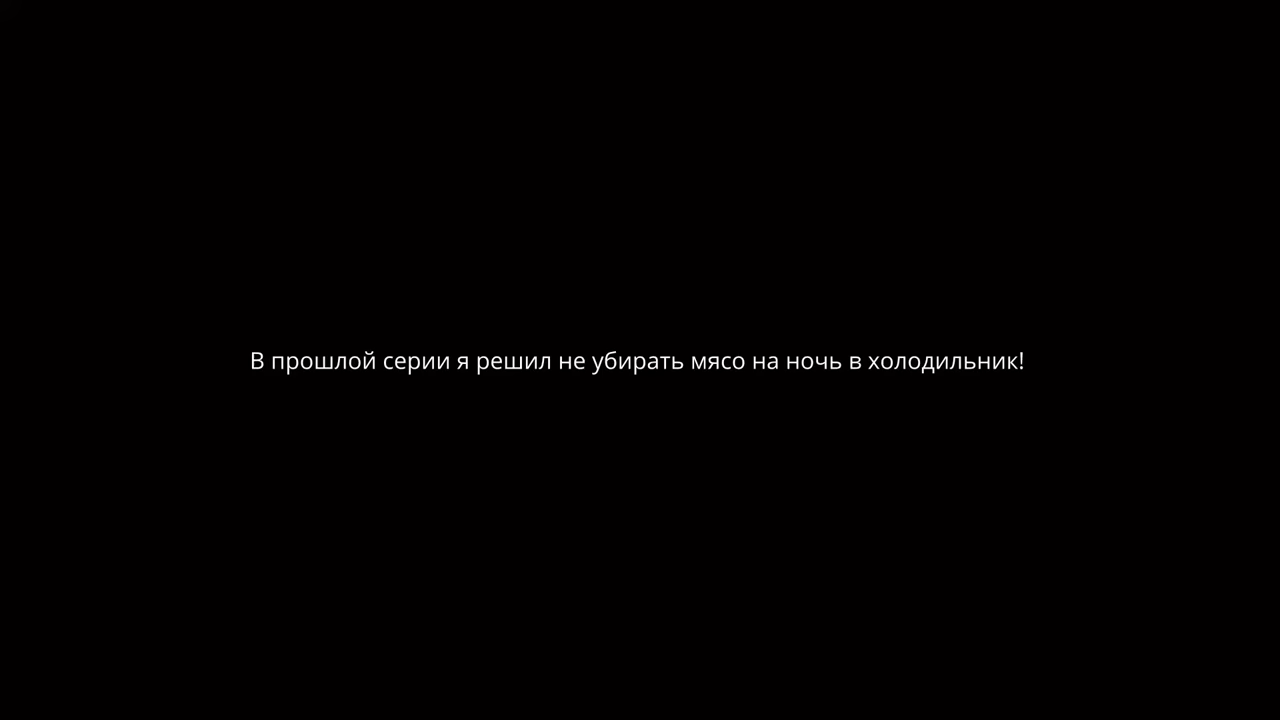 В прошлой серии я решил не убирать мясо на ночь в холодильник!